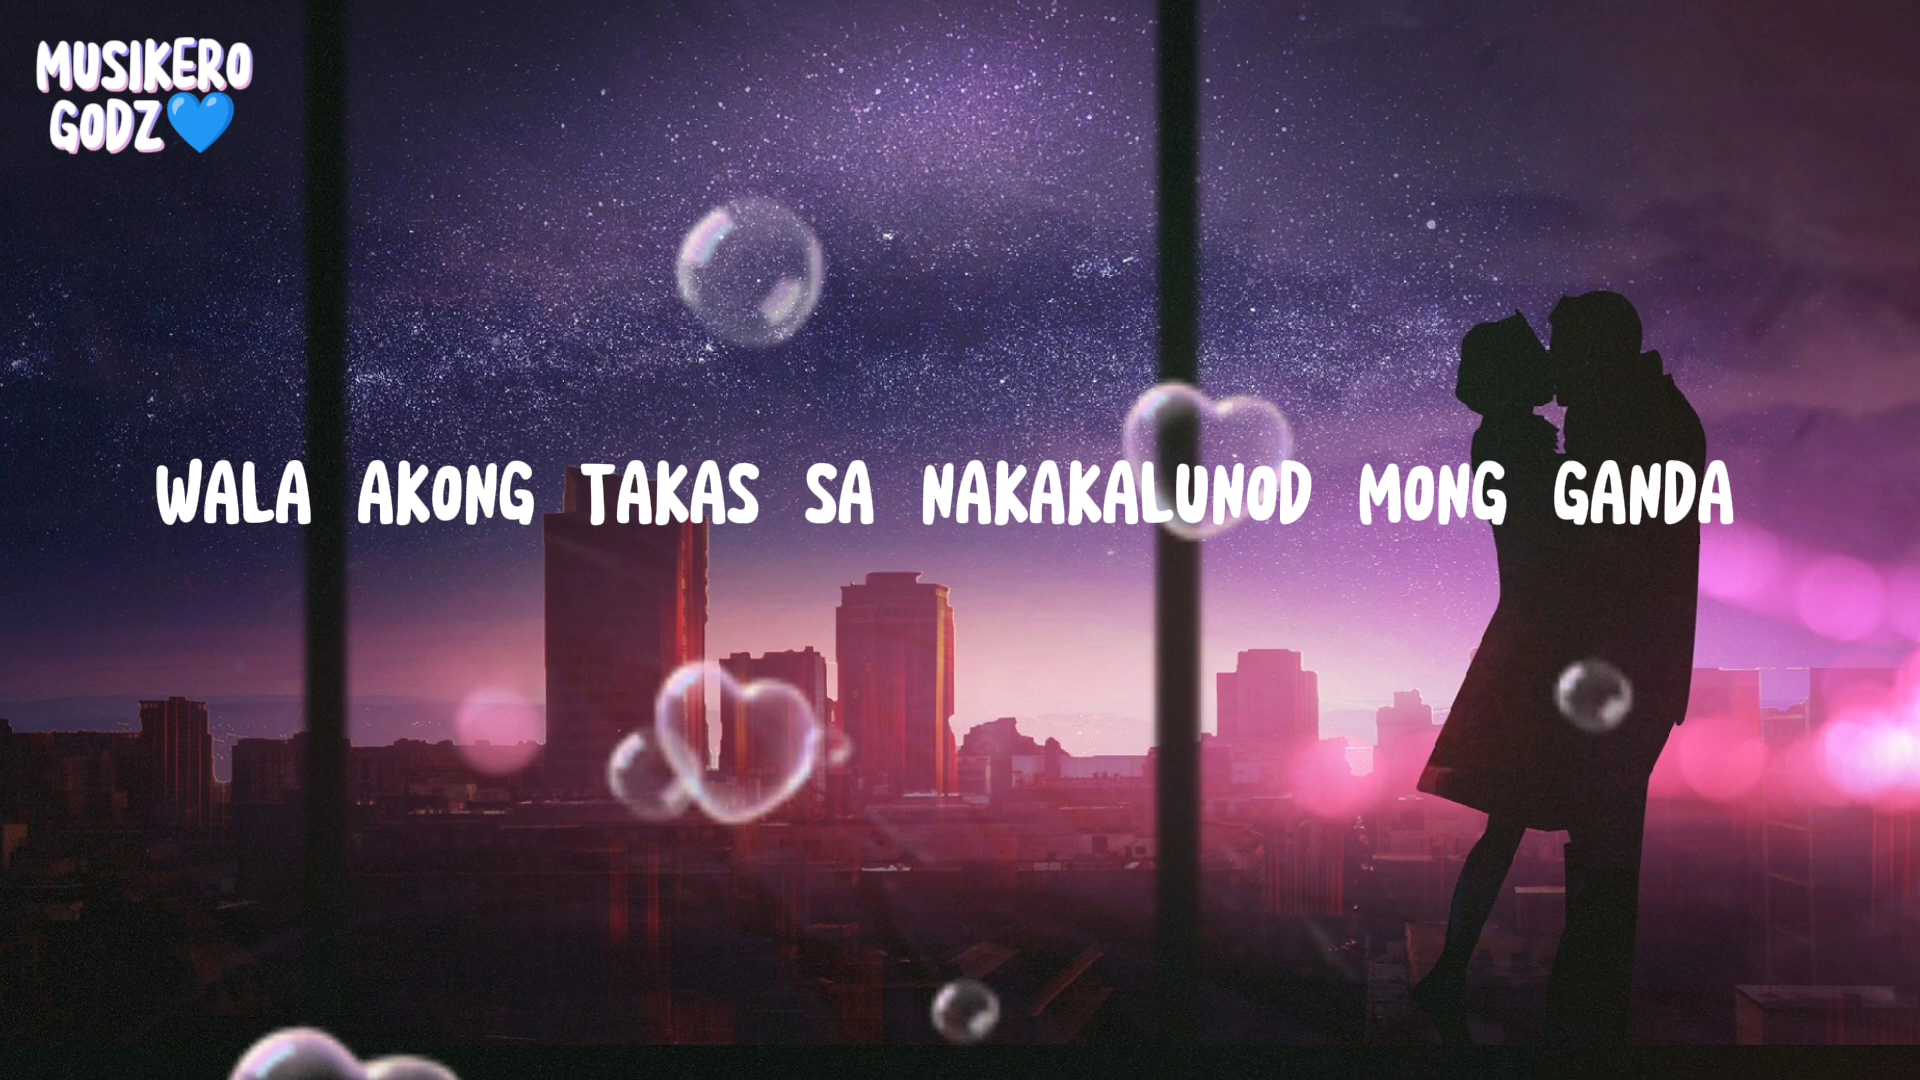 MUSIKERO
GODZ💙
WALA AKONG TAKAS SA NAKAKALUNOD MONG GANDA